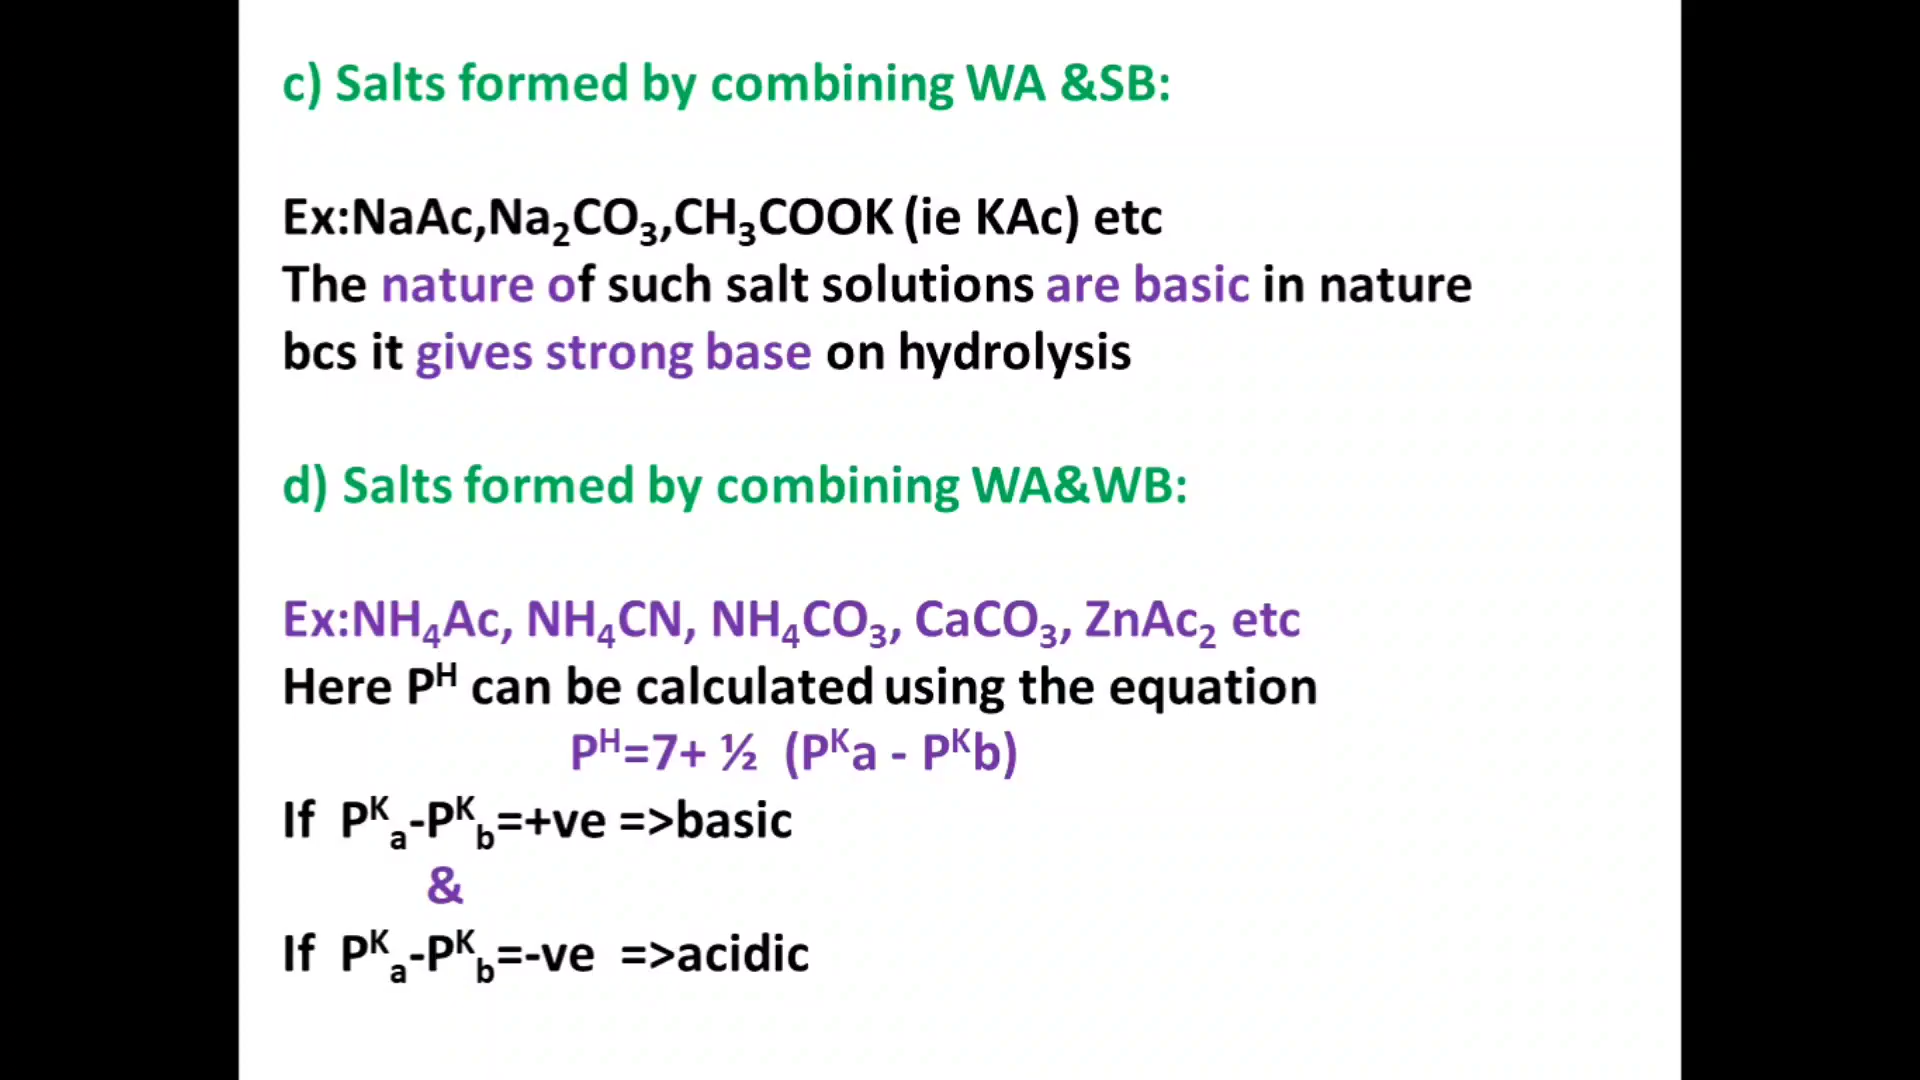 c) Salts formed by combining WA &SB:
Ex:NaAc,Na₂CO₃,CH₃COOK (ie KAc) etc
The nature of such salt solutions are basic in nature
bcs it gives strong base on hydrolysis
d) Salts formed by combining WA&WB:
Ex:NH₄Ac, NH₄CN, NH₄CO₃, CaCO₃, ZnAc₂ etc
Here Pᴴ can be calculated using the equation
Pᴴ=7+ ½ (Pᴷa - Pᴷb)
If Pᴷₐ-Pᴷb=+ve =>basic
&
If Pᴷₐ-Pᴷb=-ve =>acidic